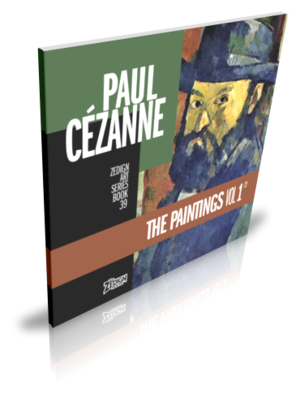 PAUL
CÉZANNE
ZEDIGN
ART
SERIES
BOOK
39
THE PAINTINGS VOL 1
ZEDIGN